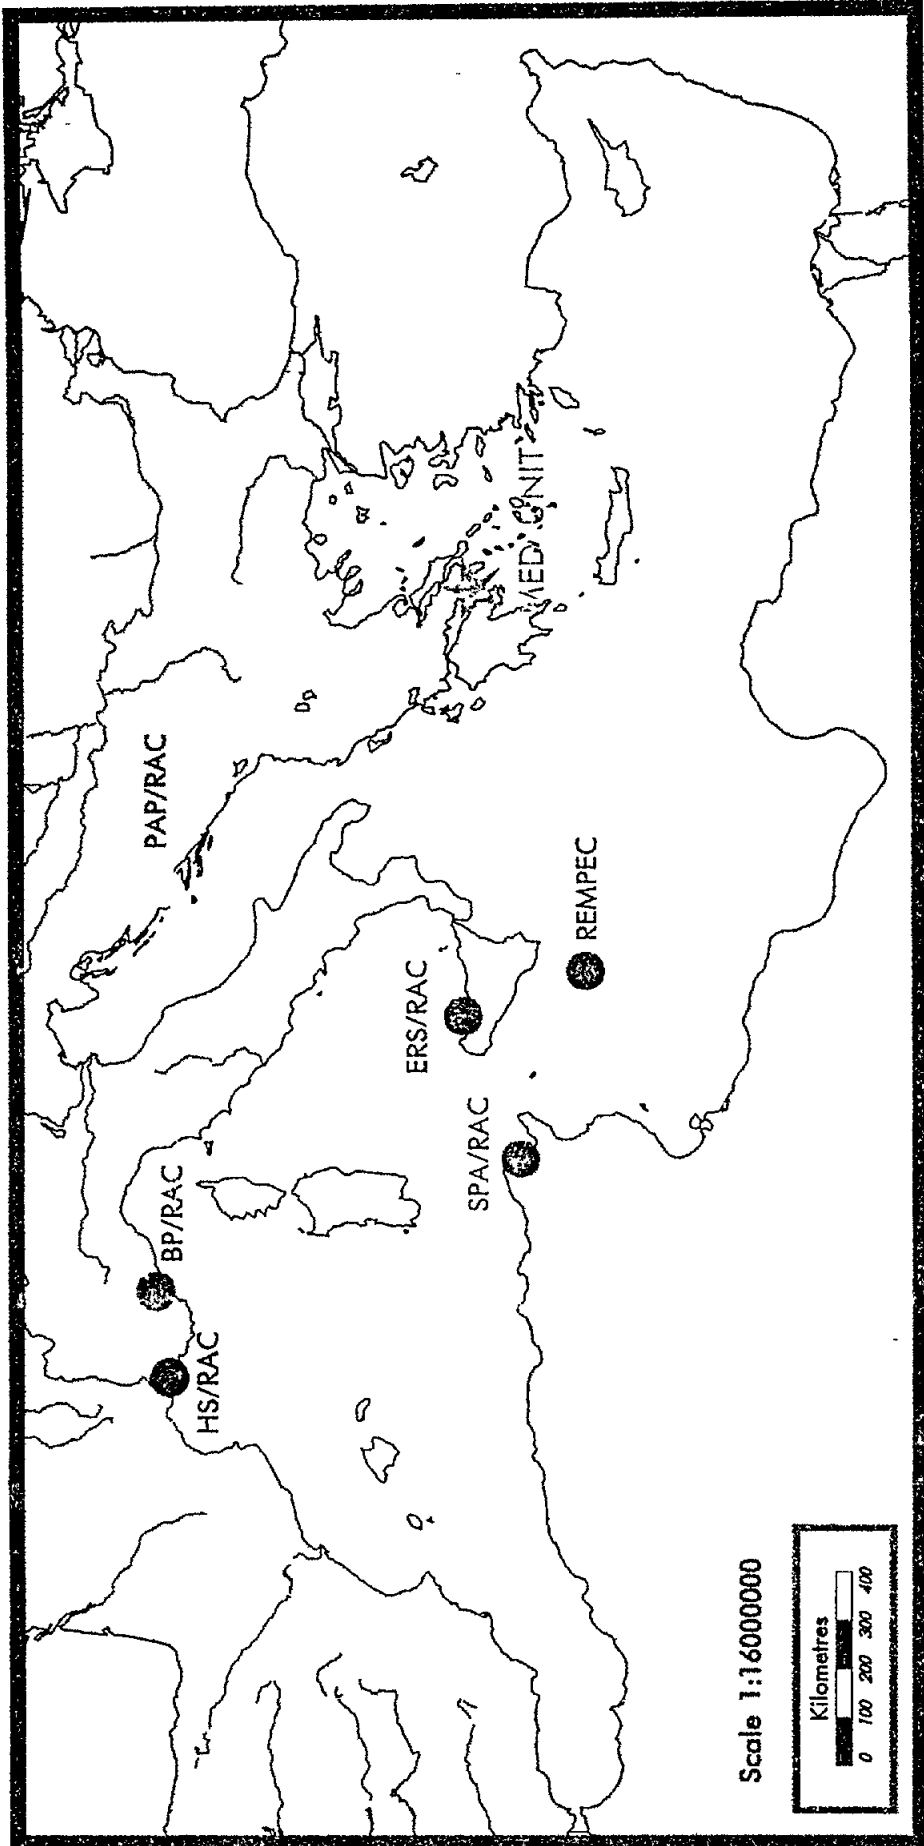 PAP/RAC
BP/RAC
HS/RAC
ERS/RAC
SPA/RAC
REMPEC
MED UNIT
Scale 1:16000000
Kilometres
0 100 200 300 400